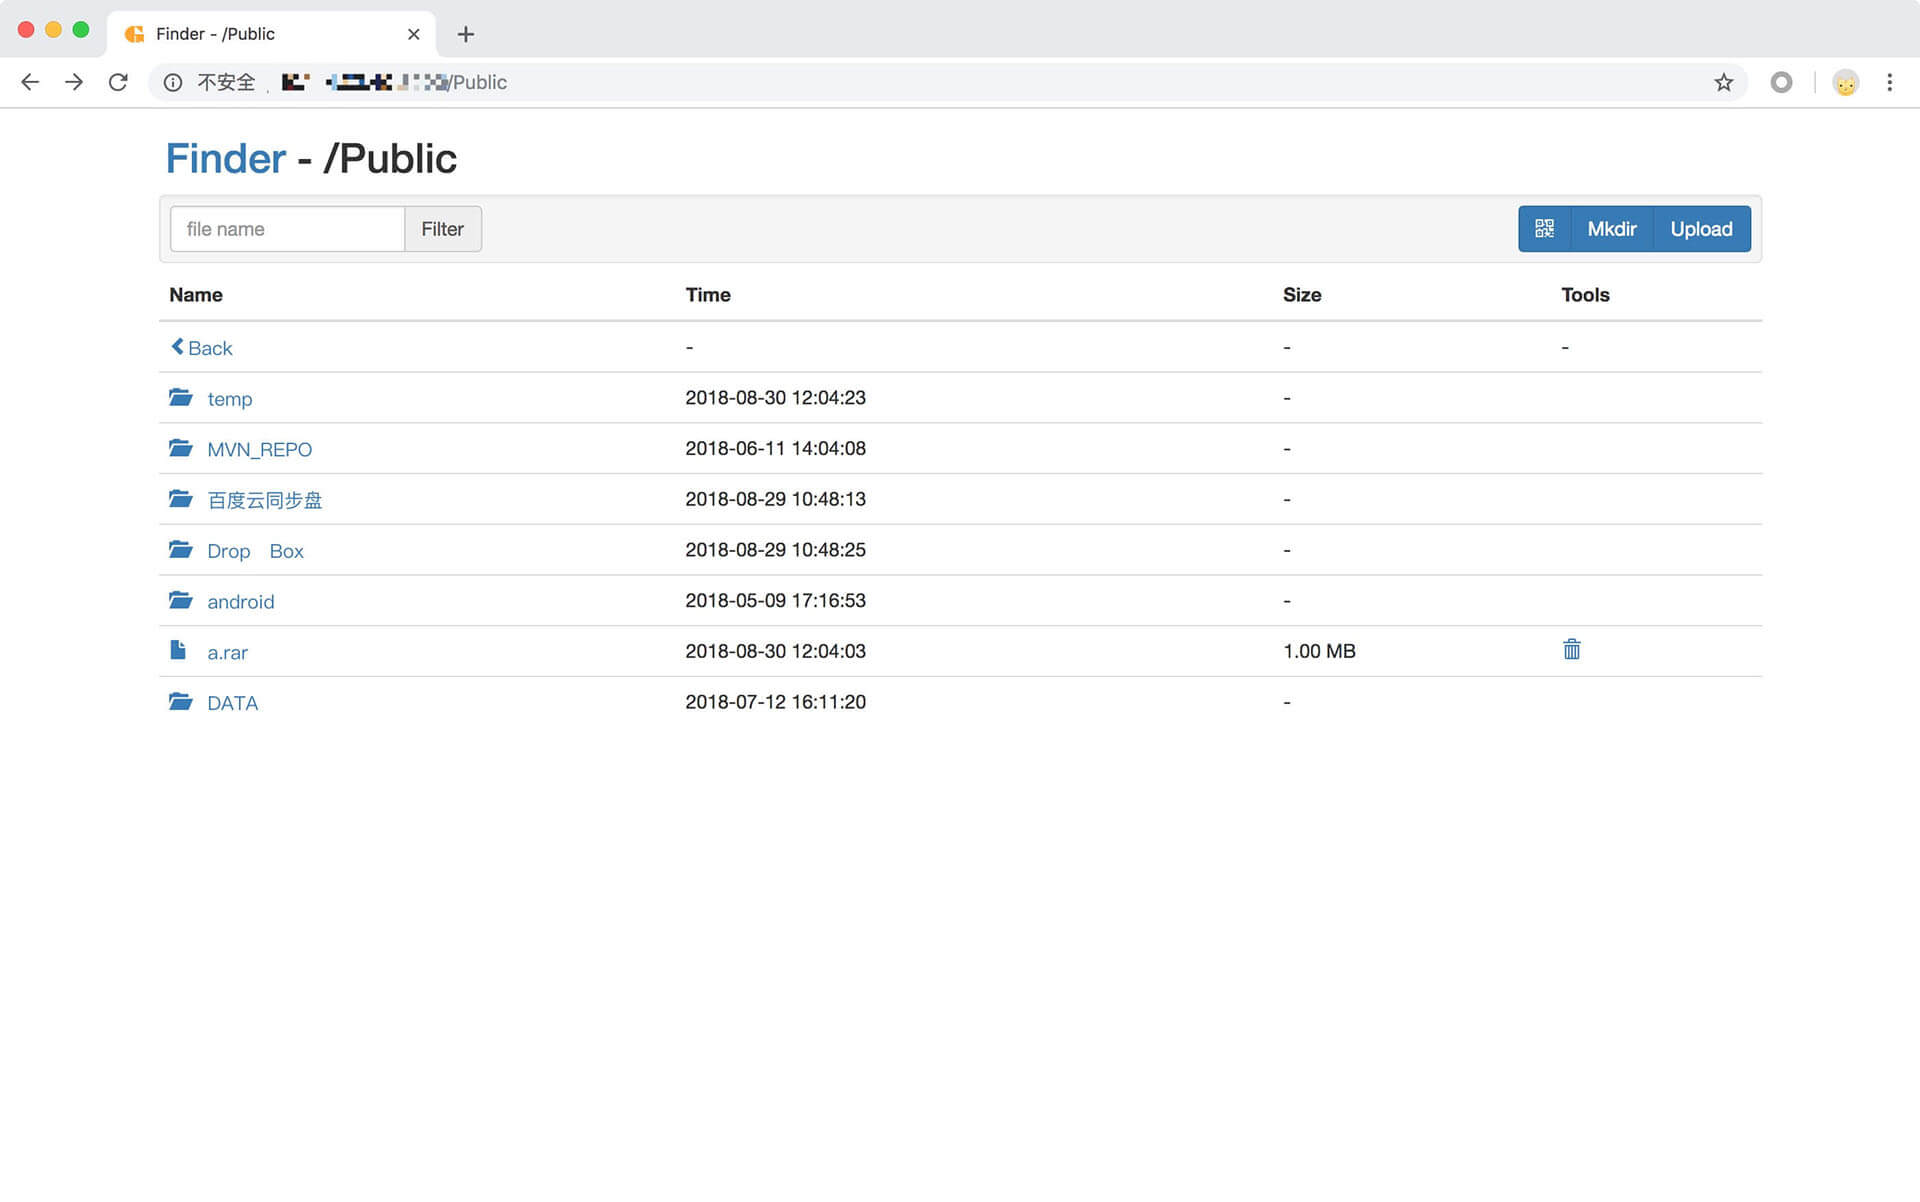 Finder - /Public
不安全 /Public
Finder - /Public
file name Filter Mkdir Upload
Name Time Size Tools
Back - - -
temp 2018-08-30 12:04:23 -
MVN_REPO 2018-06-11 14:04:08 -
百度云同步盘 2018-08-29 10:48:13 -
Drop Box 2018-08-29 10:48:25 -
android 2018-05-09 17:16:53 -
a.rar 2018-08-30 12:04:03 1.00 MB
DATA 2018-07-12 16:11:20 -